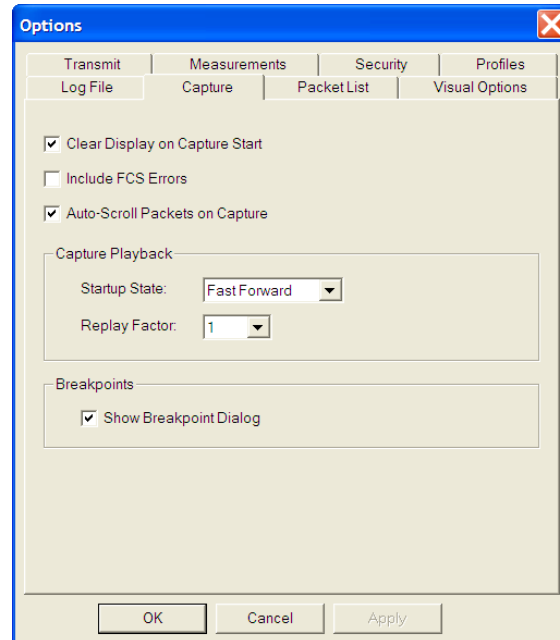 Options
Transmit Measurements Security Profiles
Log File Capture Packet List Visual Options
Clear Display on Capture Start
Include FCS Errors
Auto-Scroll Packets on Capture
Capture Playback
Startup State: Fast Forward
Replay Factor: 1
Breakpoints
Show Breakpoint Dialog
OK Cancel Apply